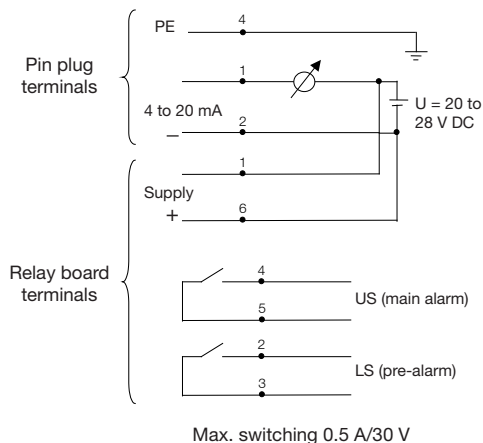 PE
4
Pin plug
terminals
1
4 to 20 mA
U = 20 to
28 V DC
2
–
1
Supply
+
6
Relay board
terminals
4
US (main alarm)
5
2
LS (pre-alarm)
3
Max. switching 0.5 A/30 V